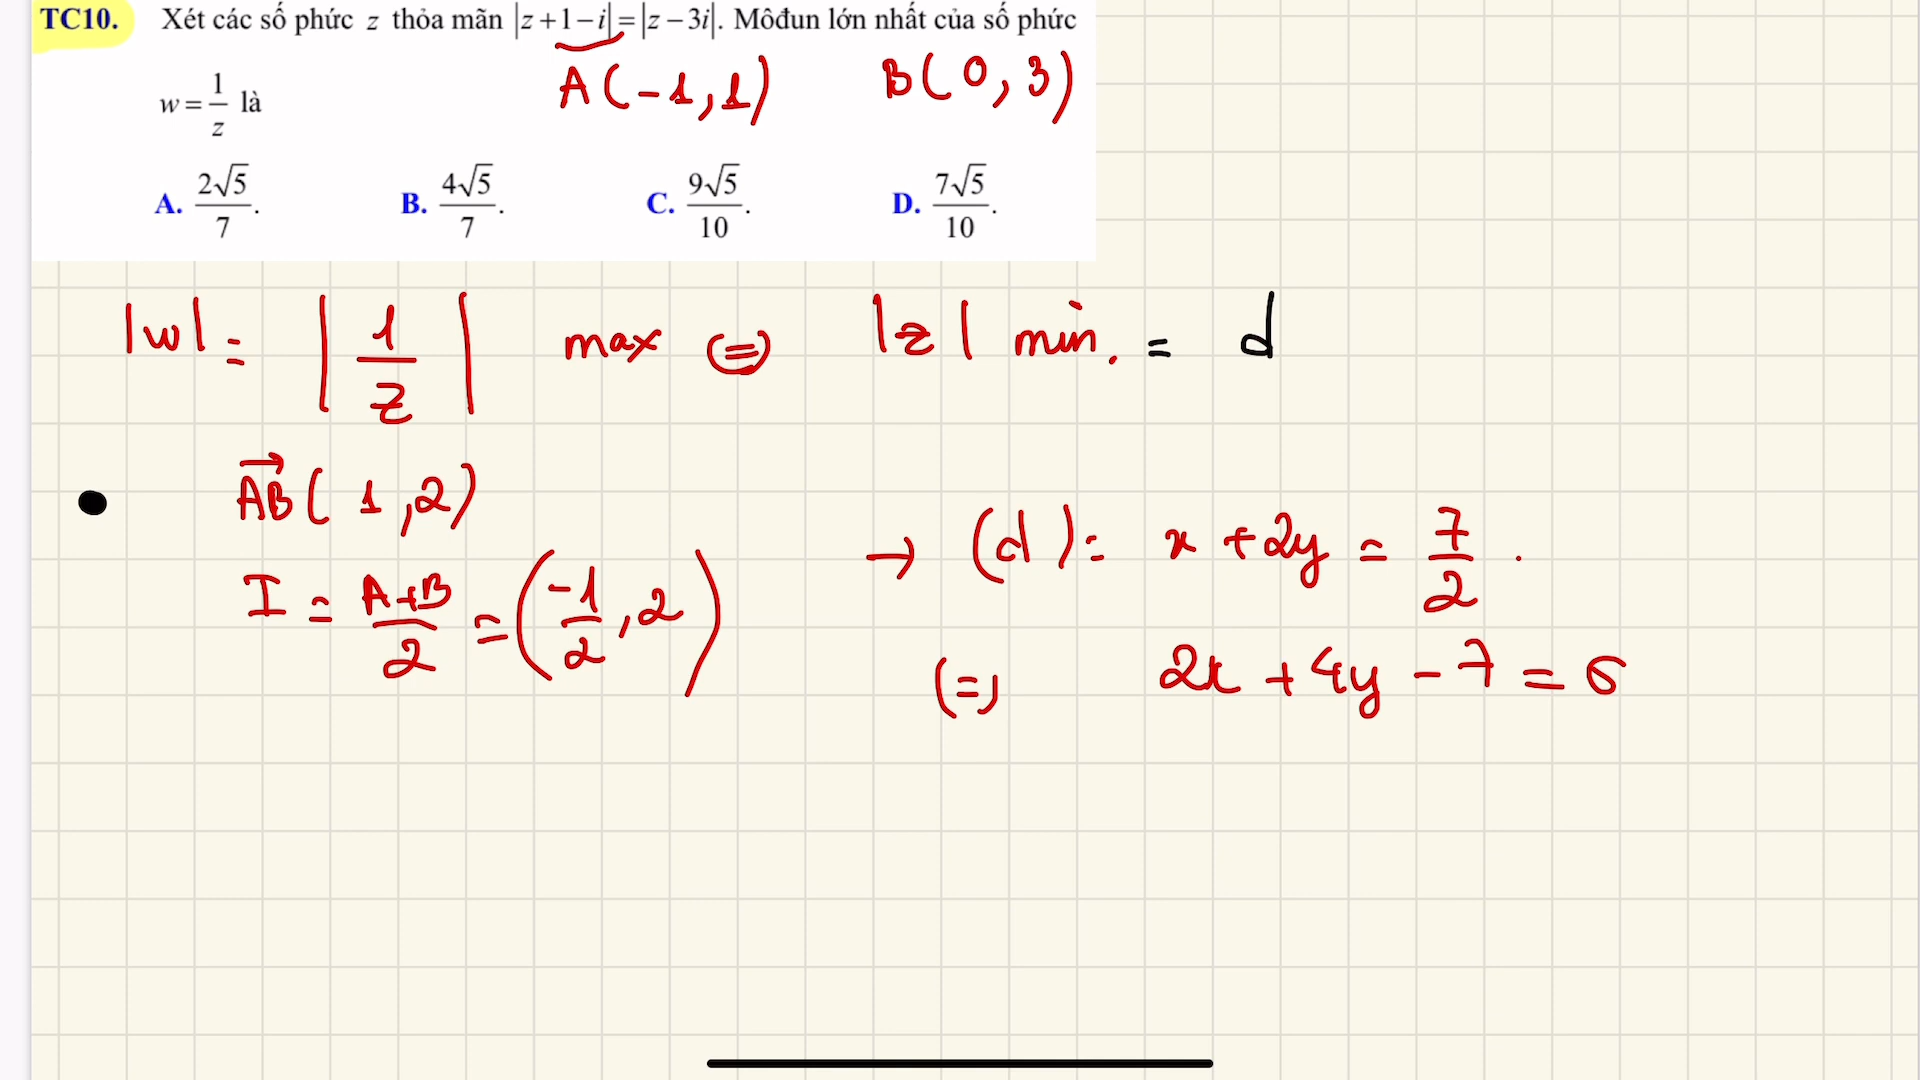 TC10. Xét các số phức z thỏa mãn |z+1−i|=|z−3i|. Môđun lớn nhất của số phức
A(-1,1) B(0,3)
w = 1/z là
A. 2√5/7. B. 4√5/7. C. 9√5/10. D. 7√5/10.
|w| = |1/z| max (=) |z| min. = d
AB(1,2)
→ (d): x + 2y = 7/2.
I = A+B/2 = (-1/2, 2)
(=) 2x + 4y - 7 = 0